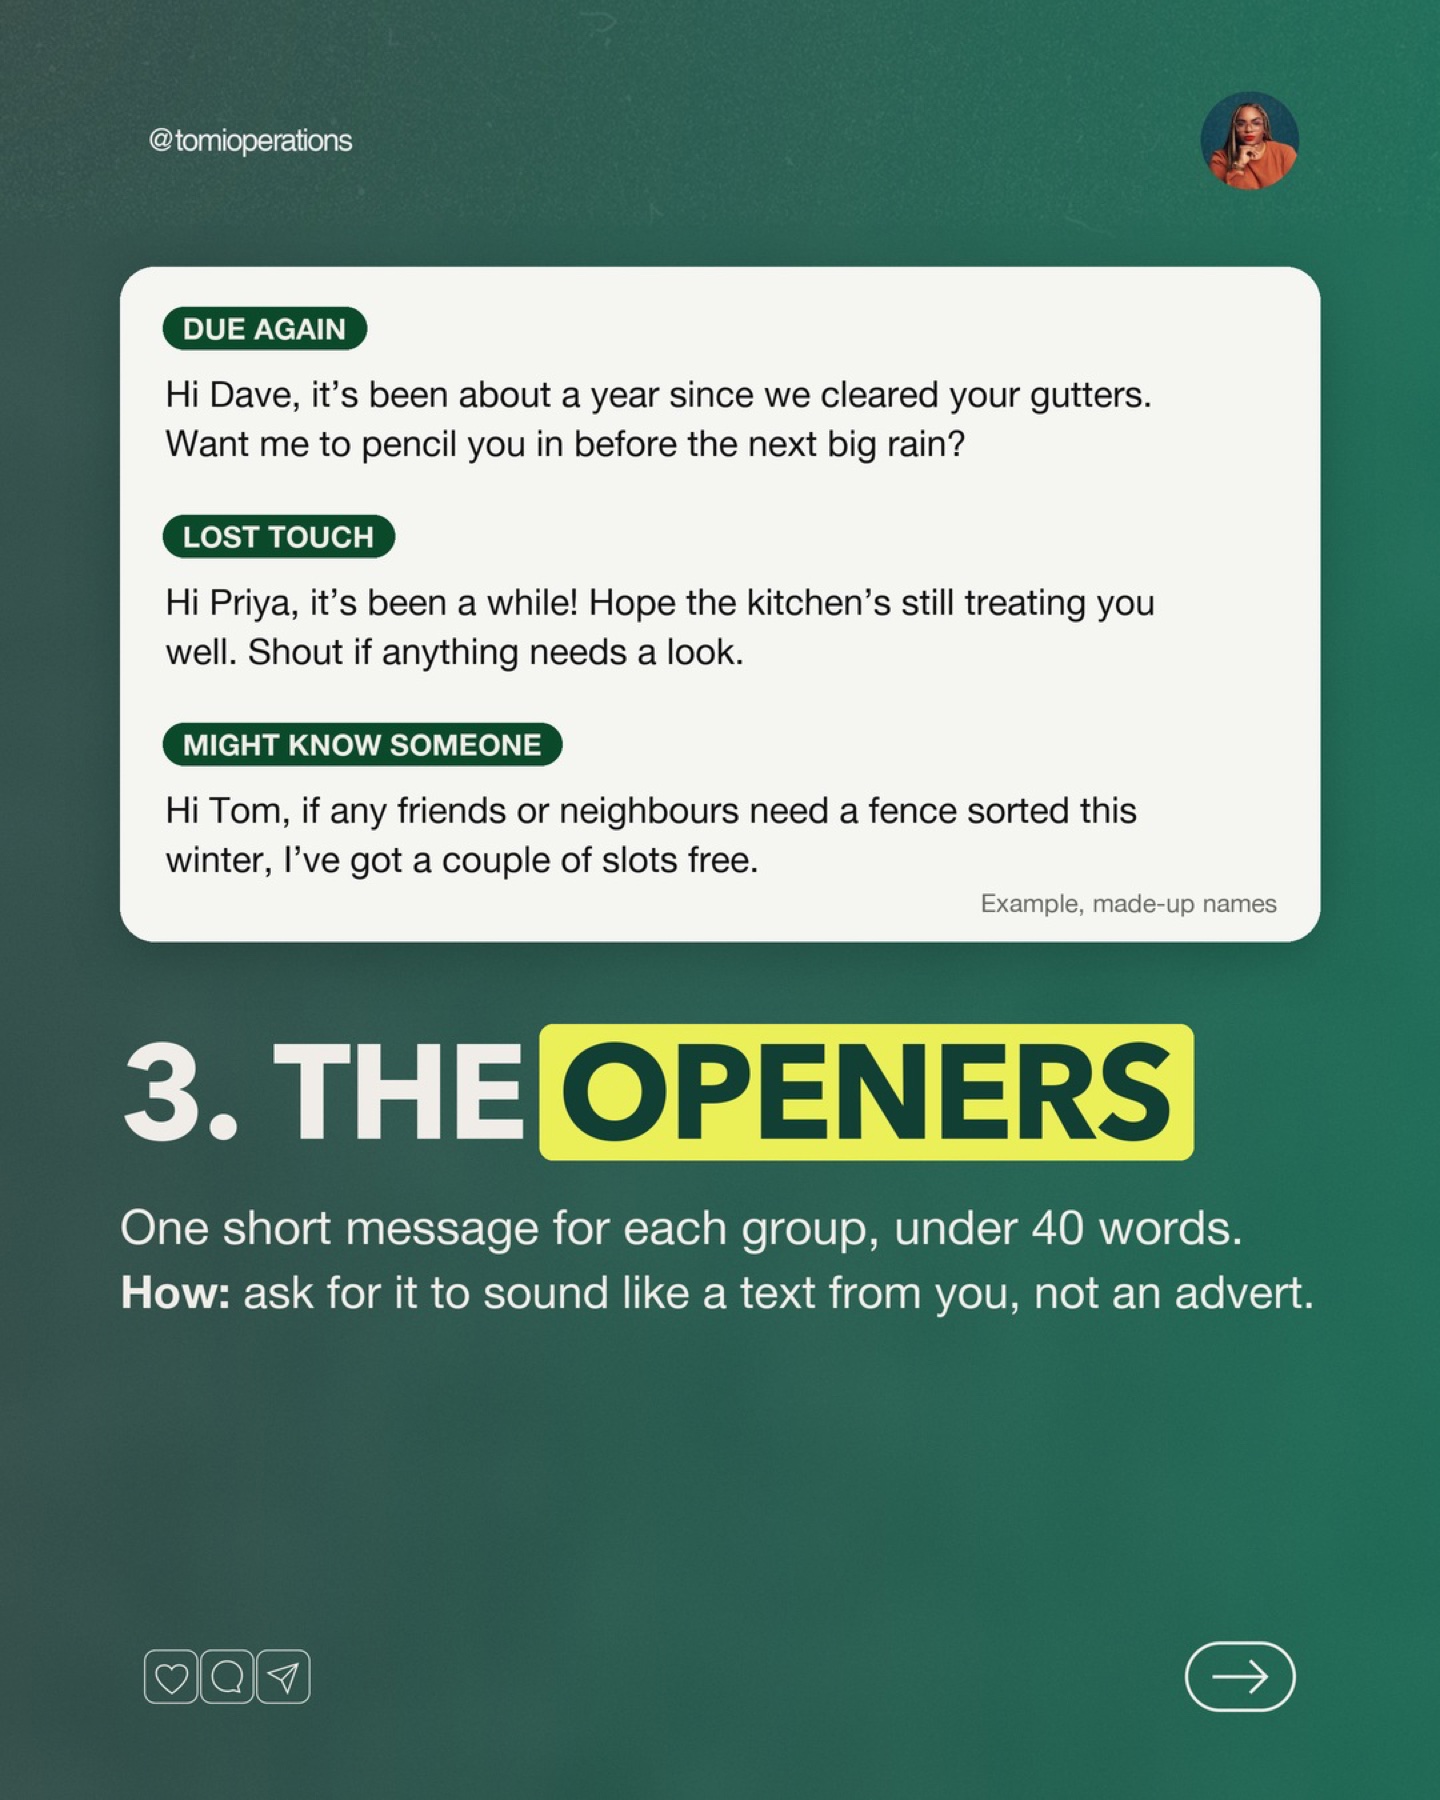 @tomioperations
DUE AGAIN
Hi Dave, it’s been about a year since we cleared your gutters.
Want me to pencil you in before the next big rain?
LOST TOUCH
Hi Priya, it’s been a while! Hope the kitchen’s still treating you
well. Shout if anything needs a look.
MIGHT KNOW SOMEONE
Hi Tom, if any friends or neighbours need a fence sorted this
winter, I’ve got a couple of slots free.
Example, made-up names
3. THE OPENERS
One short message for each group, under 40 words.
How: ask for it to sound like a text from you, not an advert.